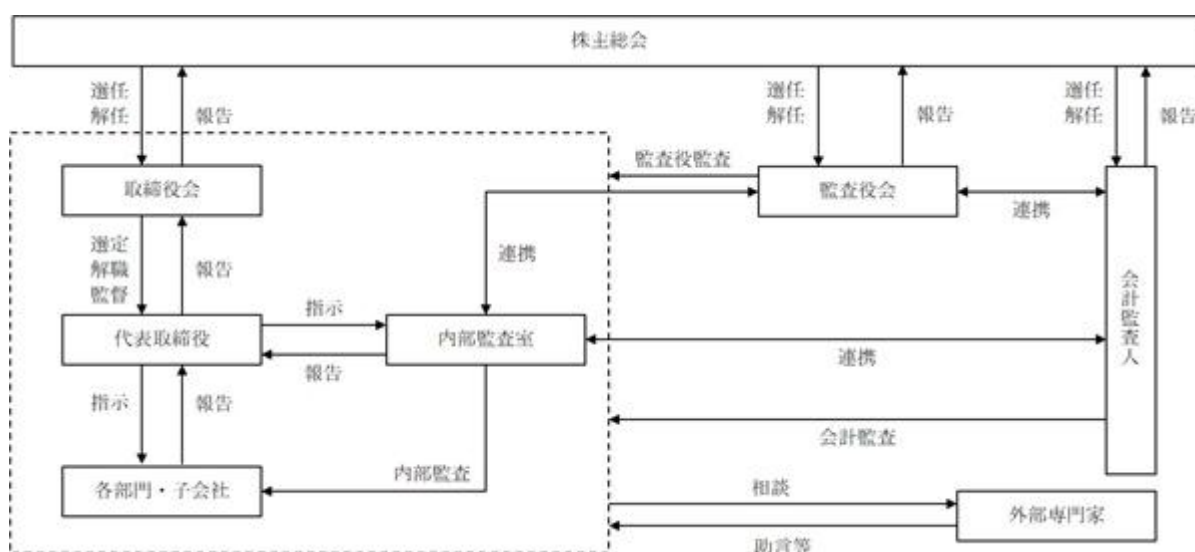 株主総会
選任
解任
報告
選任
解任
報告
選任
解任
報告
監査役監査
取締役会
監査役会
連携
選定
解職
監督
報告
連携
指示
代表取締役
内部監査室
報告
連携
会計監査人
指示
報告
会計監査
内部監査
各部門・子会社
相談
外部専門家
助言等